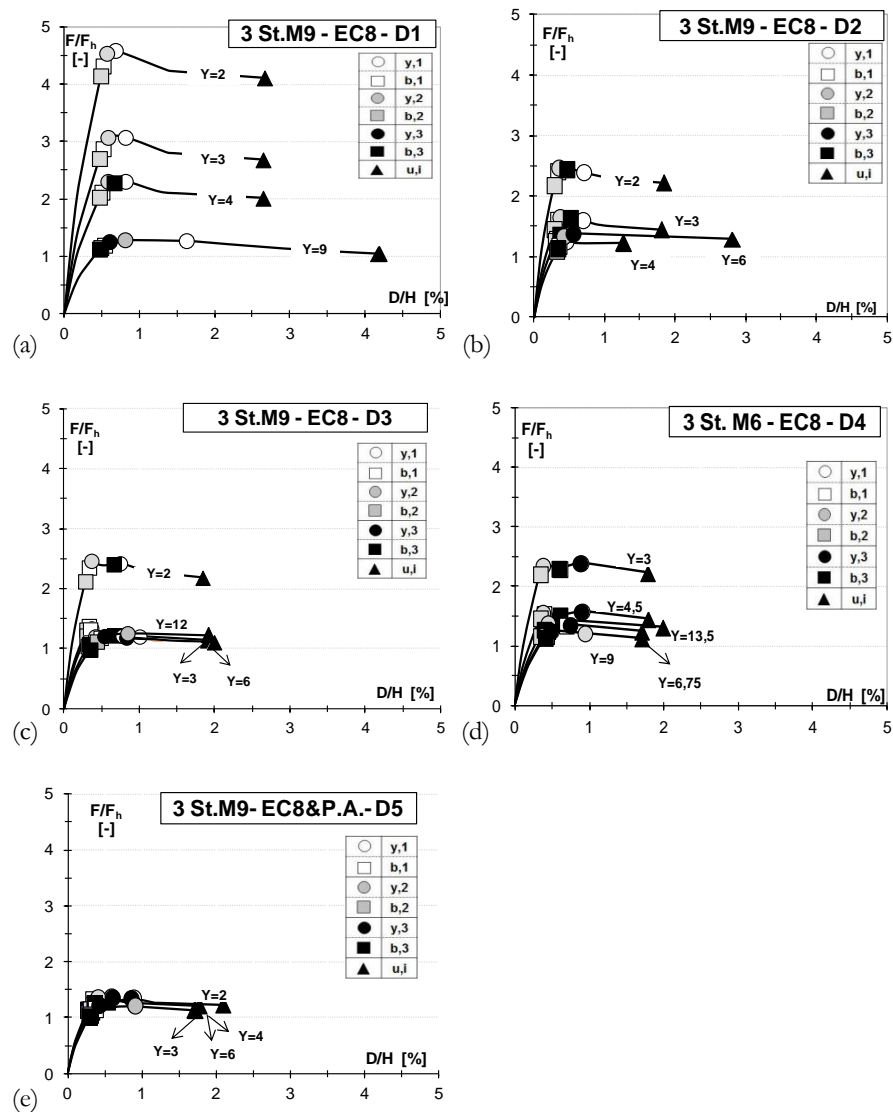 3 St.M9 - EC8 - D1
F/Fh
[-]
y,1
b,1
y,2
b,2
y,3
b,3
u,i
Y=2
Y=3
Y=4
Y=9
D/H [%]
5
4
3
2
1
0
0 1 2 3 4 5
(a)
3 St.M9 - EC8 - D2
F/Fh
[-]
y,1
b,1
y,2
b,2
y,3
b,3
u,i
Y=2
Y=3
Y=4
Y=6
D/H [%]
5
4
3
2
1
0
0 1 2 3 4 5
(b)
3 St.M9 - EC8 - D3
F/Fh
[-]
y,1
b,1
y,2
b,2
y,3
b,3
u,i
Y=2
Y=12
Y=3
Y=6
D/H [%]
5
4
3
2
1
0
0 1 2 3 4 5
(c)
3 St. M6 - EC8 - D4
F/Fh
[-]
y,1
b,1
y,2
b,2
y,3
b,3
u,i
Y=3
Y=4,5
Y=13,5
Y=9
Y=6,75
D/H [%]
5
4
3
2
1
0
0 1 2 3 4 5
(d)
3 St.M9- EC8&P.A.- D5
F/Fh
[-]
y,1
b,1
y,2
b,2
y,3
b,3
u,i
Y=2
Y=4
Y=3
Y=6
D/H [%]
5
4
3
2
1
0
0 1 2 3 4 5
(e)